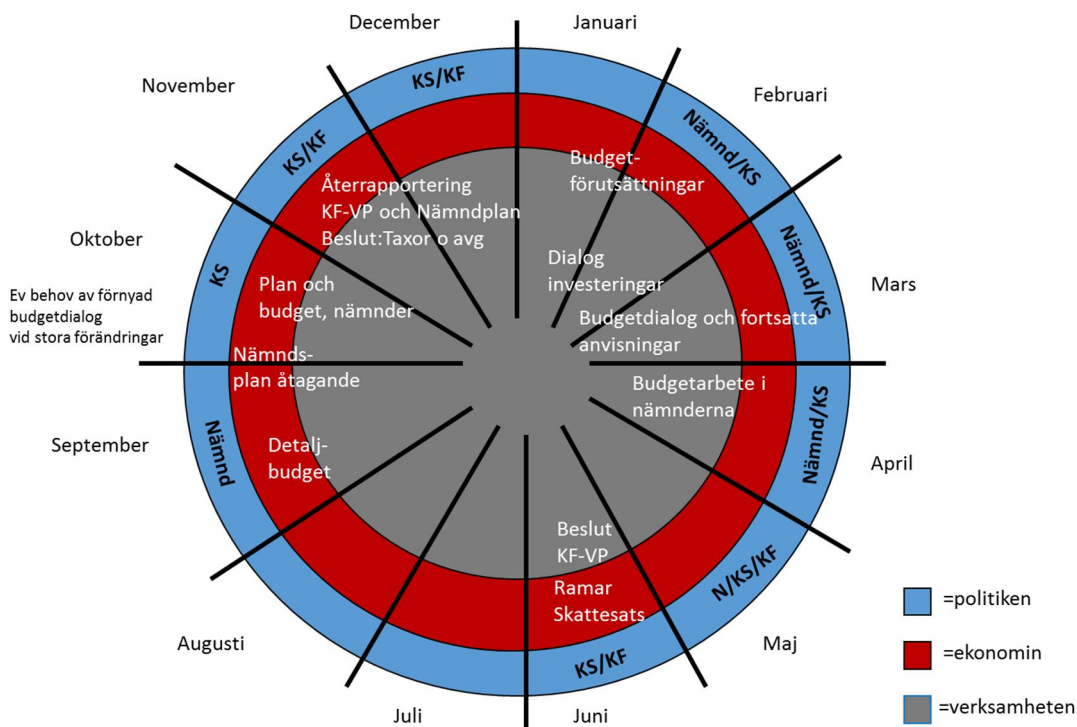 December
Januari
November
Februari
Oktober
Mars
Ev behov av förnyad
budgetdialog
vid stora förändringar
September
April
Augusti
Maj
Juli
Juni
KS/KF
Nämnd/KS
Nämnd/KS
Nämnd/KS
N/KS/KF
KS/KF
Nämnd
KS
KS/KF
Budget-
förutsättningar
Dialog
investeringar
Budgetdialog och fortsatta
anvisningar
Budgetarbete i
nämnderna
Beslut
KF-VP
Ramar
Skattesats
Detalj-
budget
Nämnds-
plan åtagande
Plan och
budget, nämnder
Återrapportering
KF-VP och Nämndplan
Beslut:Taxor o avg
=politiken
=ekonomin
=verksamheten